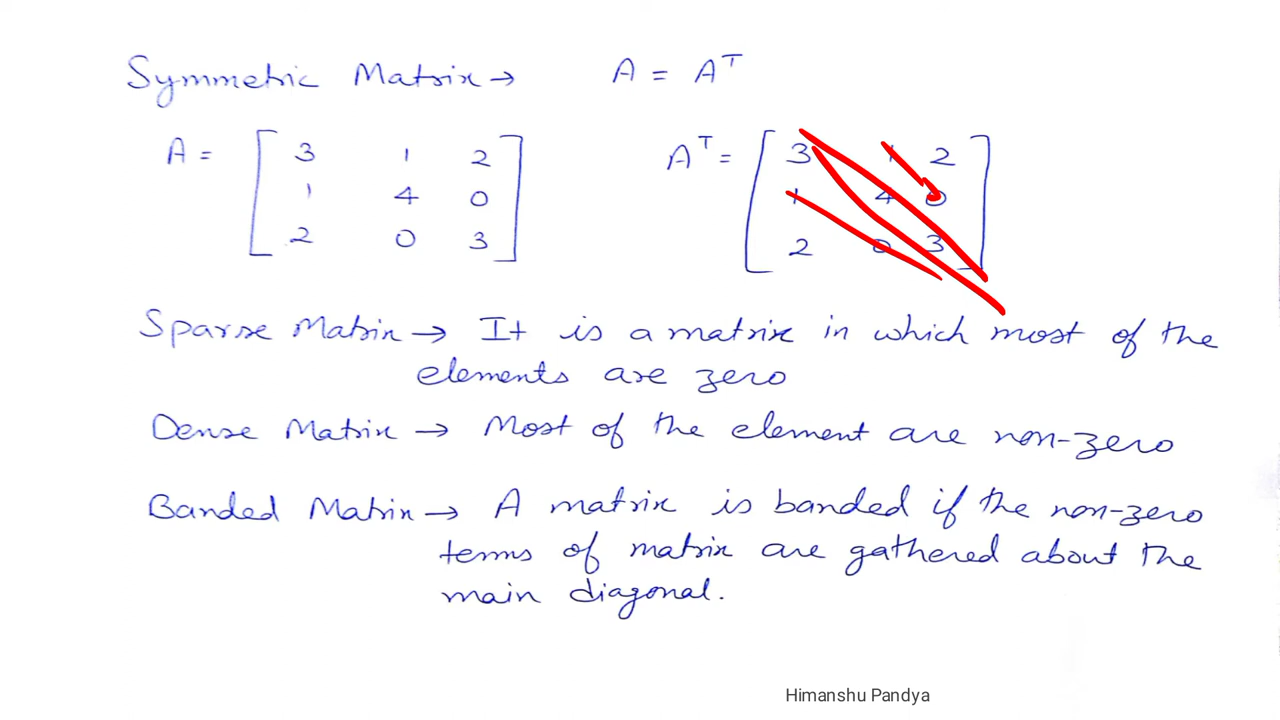 Symmetric Matrix → A = Aᵀ
A = [ 3 1 2 Aᵀ = [ 3 1 2
1 4 0 1 4 0
2 0 3 ] 2 0 3 ]
Sparse Matrix → It is a matrix in which most of the
elements are zero
Dense Matrix → Most of the element are non-zero
Banded Matrix → A matrix is banded if the non-zero
terms of matrix are gathered about the
main diagonal.
Himanshu Pandya